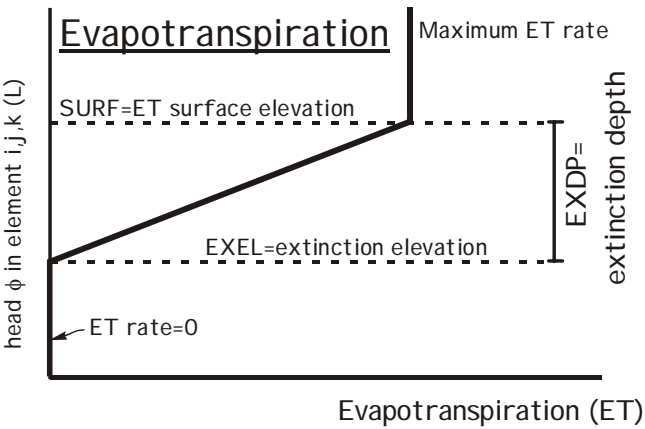 Evapotranspiration
Maximum ET rate
head ϕ in element i,j,k (L)
SURF=ET surface elevation
EXDP=
extinction depth
EXEL=extinction elevation
ET rate=0
Evapotranspiration (ET)